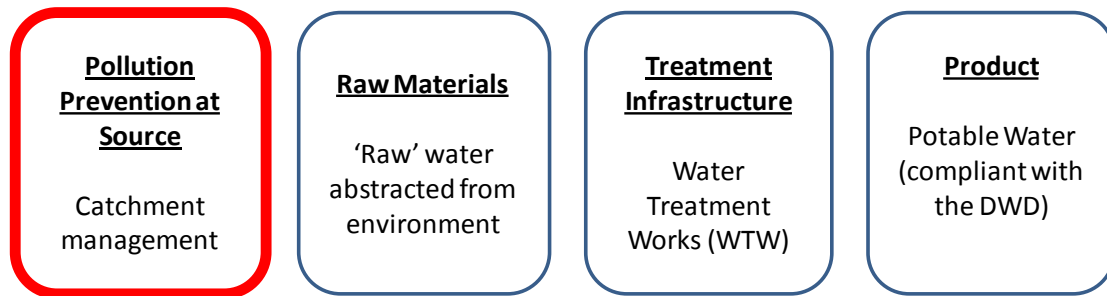 Pollution
Prevention at
Source
Catchment
management
Raw Materials
‘Raw’ water
abstracted from
environment
Treatment
Infrastructure
Water
Treatment
Works (WTW)
Product
Potable Water
(compliant with
the DWD)